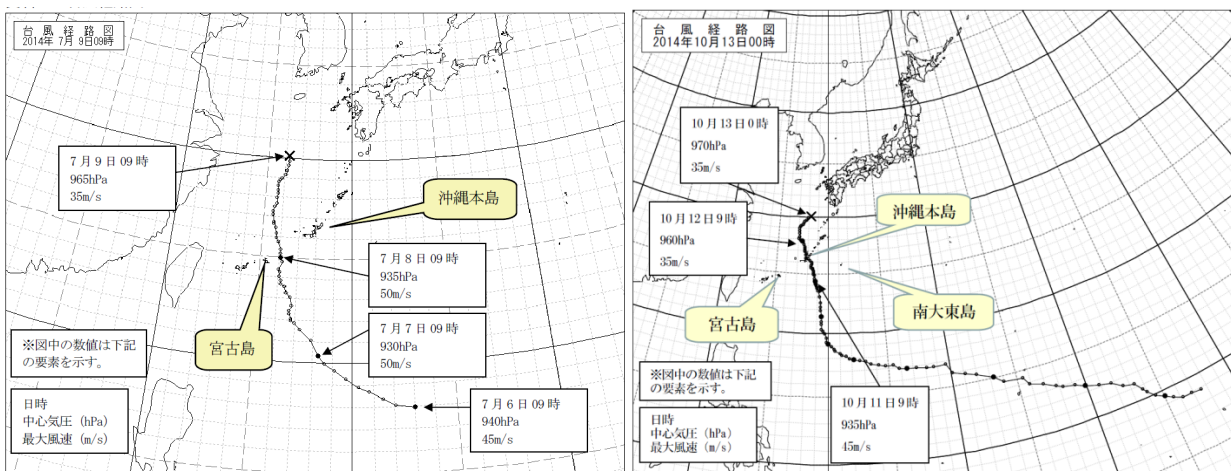 台風経路図
2014年7月9日09時
7月9日09時
965hPa
35m/s
沖縄本島
7月8日09時
935hPa
50m/s
宮古島
7月7日09時
930hPa
50m/s
※図中の数値は下記
の要素を示す。
7月6日09時
940hPa
45m/s
日時
中心気圧（hPa）
最大風速（m/s）
台風経路図
2014年10月13日00時
10月13日0時
970hPa
35m/s
沖縄本島
10月12日9時
960hPa
35m/s
南大東島
宮古島
※図中の数値は下記
の要素を示す。
10月11日9時
935hPa
45m/s
日時
中心気圧（hPa）
最大風速（m/s）